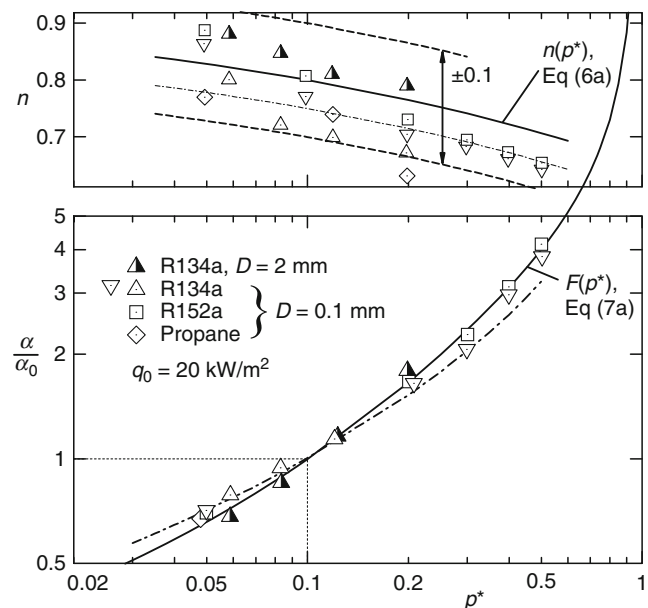 0.9
0.8
n
0.7
±0.1
n(p*),
Eq (6a)
5
4
3
2
1
0.5
α
α₀
R134a, D = 2 mm
R134a
R152a
Propane
} D = 0.1 mm
q₀ = 20 kW/m²
F(p*),
Eq (7a)
0.02 0.05 0.1 0.2 0.5 1
p*